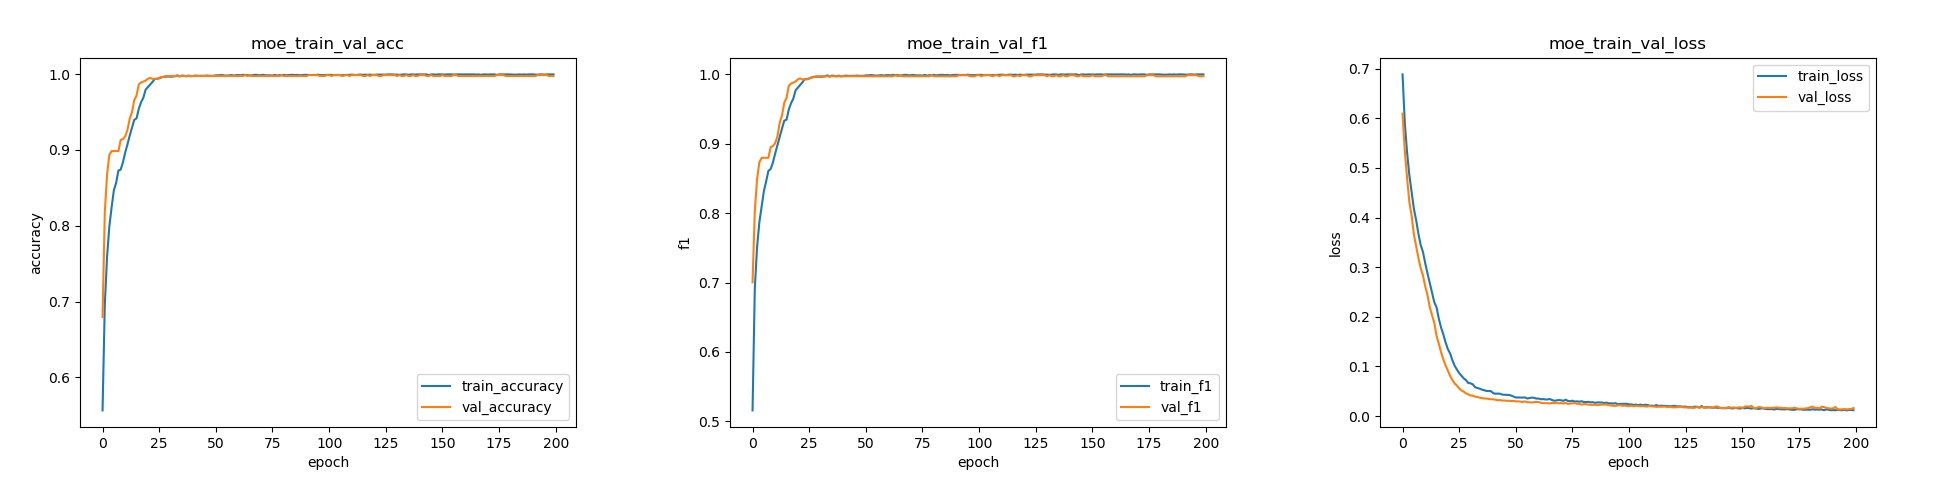 moe_train_val_acc
accuracy
1.0
0.9
0.8
0.7
0.6
train_accuracy
val_accuracy
0 25 50 75 100 125 150 175 200
epoch
moe_train_val_f1
f1
1.0
0.9
0.8
0.7
0.6
0.5
train_f1
val_f1
0 25 50 75 100 125 150 175 200
epoch
moe_train_val_loss
loss
0.7
0.6
0.5
0.4
0.3
0.2
0.1
0.0
train_loss
val_loss
0 25 50 75 100 125 150 175 200
epoch